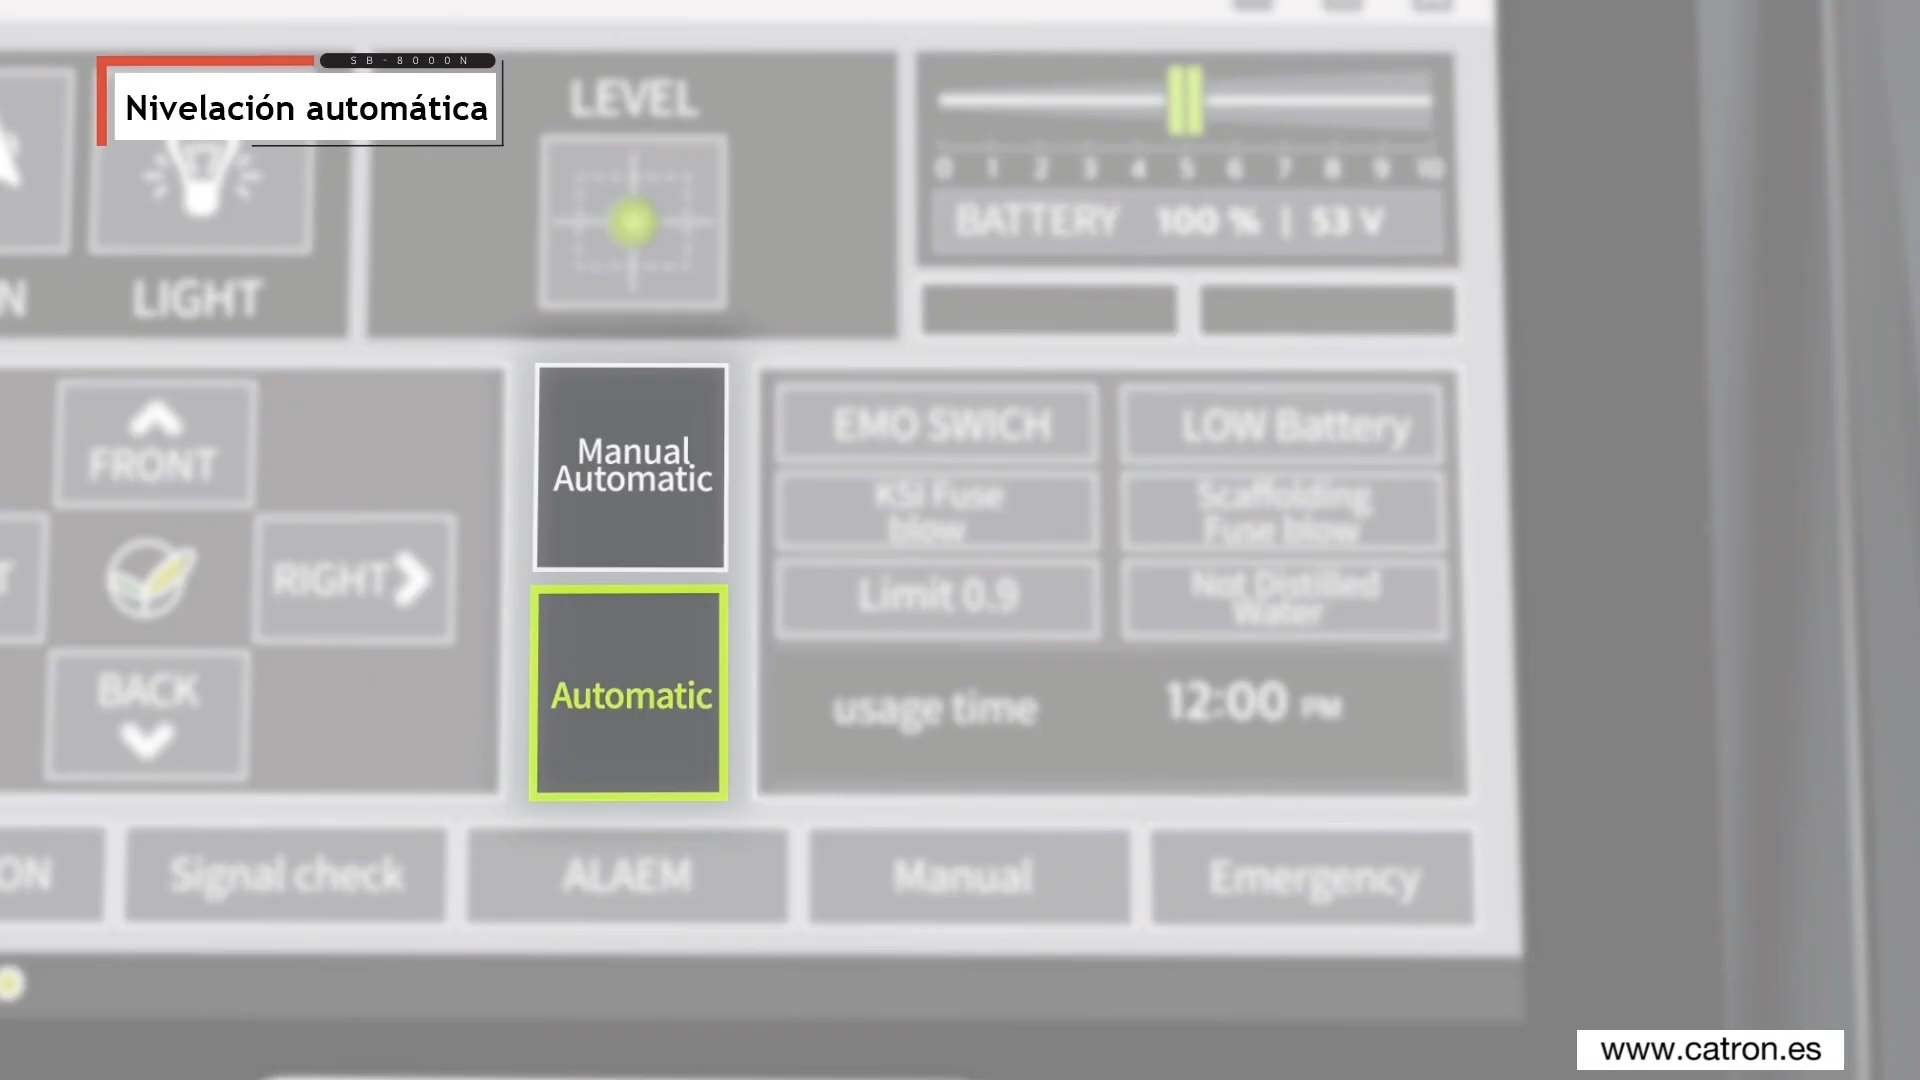 SB-8000N
Nivelación automática
LEVEL
0 1 2 3 4 5 6 7 8 9 10
BATTERY 100 % | 53 V
LIGHT
FRONT
RIGHT
BACK
Manual
Automatic
Automatic
EMO SWICH
LOW Battery
KSI Fuse
blow
Scaffolding
Fuse blow
Limit 0.9
Not Distilled
Water
usage time 12:00 PM
ON
Signal check
ALAEM
Manual
Emergency
www.catron.es